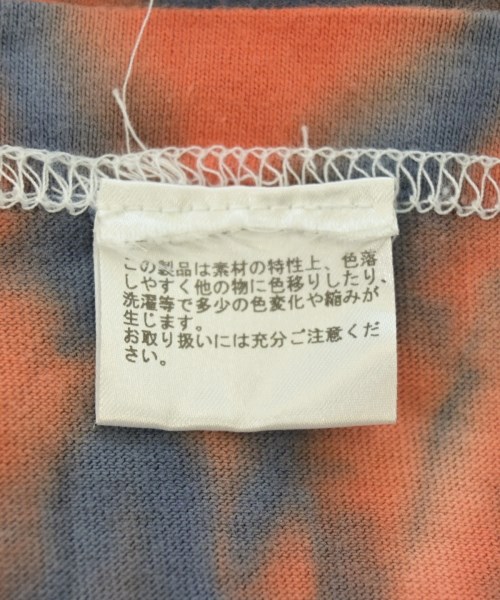 この製品は素材の特性上、色落
しやすく他の物に色移りしたり、
洗濯等で多少の色変化や縮みが
生じます。
お取り扱いには充分ご注意くだ
さい。